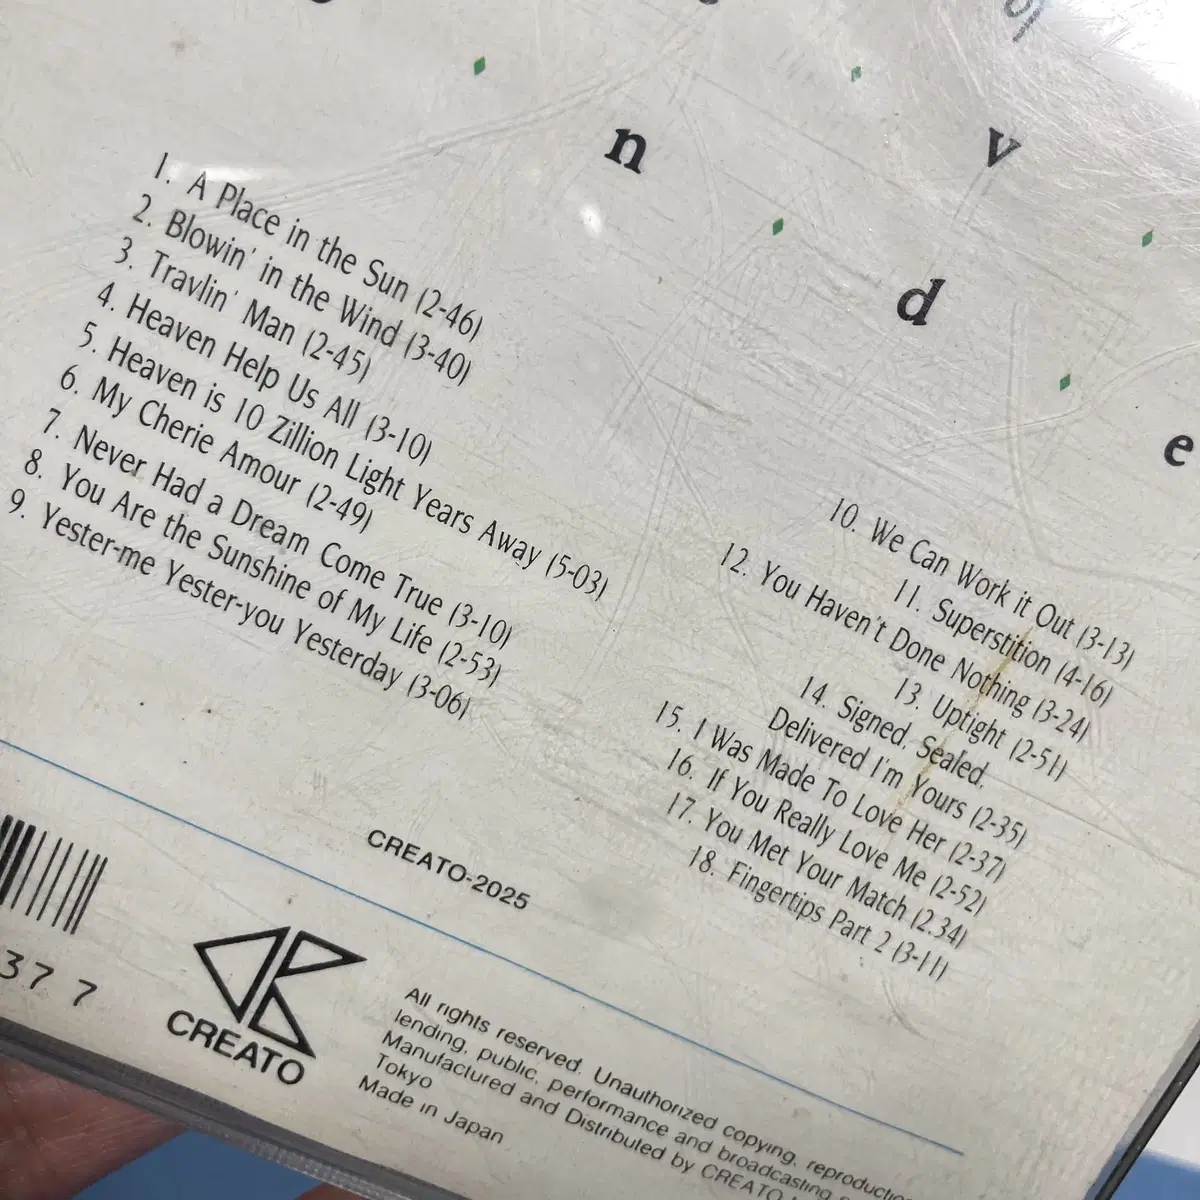 n
v
d
e
1. A Place in the Sun (2-46)
2. Blowin' in the Wind (3-40)
3. Travlin' Man (2-45)
4. Heaven Help Us All (3-10)
5. Heaven is 10 Zillion Light Years Away (5-03)
6. My Cherie Amour (2-49)
7. Never Had a Dream Come True (3-10)
8. You Are the Sunshine of My Life (2-53)
9. Yester-me Yester-you Yesterday (3-06)
10. We Can Work it Out (3-13)
11. Superstition (4-16)
12. You Haven't Done Nothing (3-24)
13. Uptight (2-51)
14. Signed, Sealed,
Delivered I'm Yours (2-35)
15. I Was Made To Love Her (2-37)
16. If You Really Love Me (2-52)
17. You Met Your Match (2.34)
18. Fingertips Part 2 (3-11)
CREATO-2025
37 7
CREATO
All rights reserved. Unauthorized copying, reproduction
lending, public, performance and broadcasting
Manufactured and Distributed by CREATO
Tokyo
Made in Japan